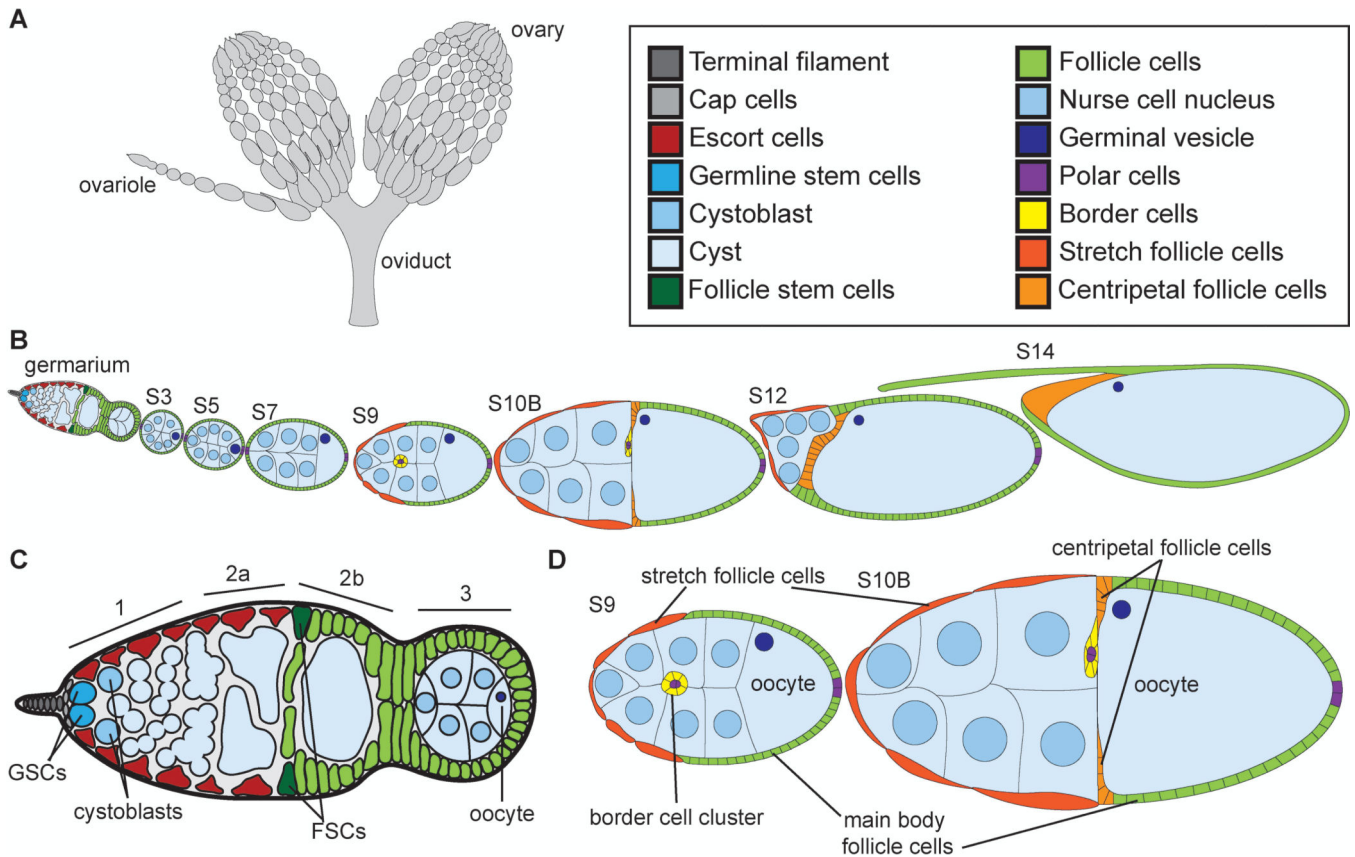 A
ovary
ovariole
oviduct
Terminal filament
Cap cells
Escort cells
Germline stem cells
Cystoblast
Cyst
Follicle stem cells
Follicle cells
Nurse cell nucleus
Germinal vesicle
Polar cells
Border cells
Stretch follicle cells
Centripetal follicle cells
B
germarium
S3
S5
S7
S9
S10B
S12
S14
C
1
2a
2b
3
GSCs
cystoblasts
FSCs
oocyte
D
S9
stretch follicle cells
S10B
centripetal follicle cells
oocyte
oocyte
border cell cluster
main body
follicle cells